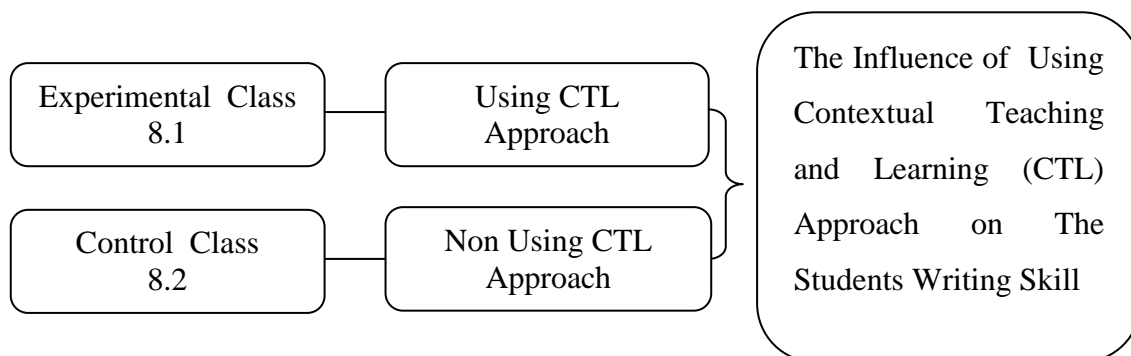 Experimental Class
8.1
Using CTL
Approach
Control Class
8.2
Non Using CTL
Approach
The Influence of Using
Contextual Teaching
and Learning (CTL)
Approach on The
Students Writing Skill